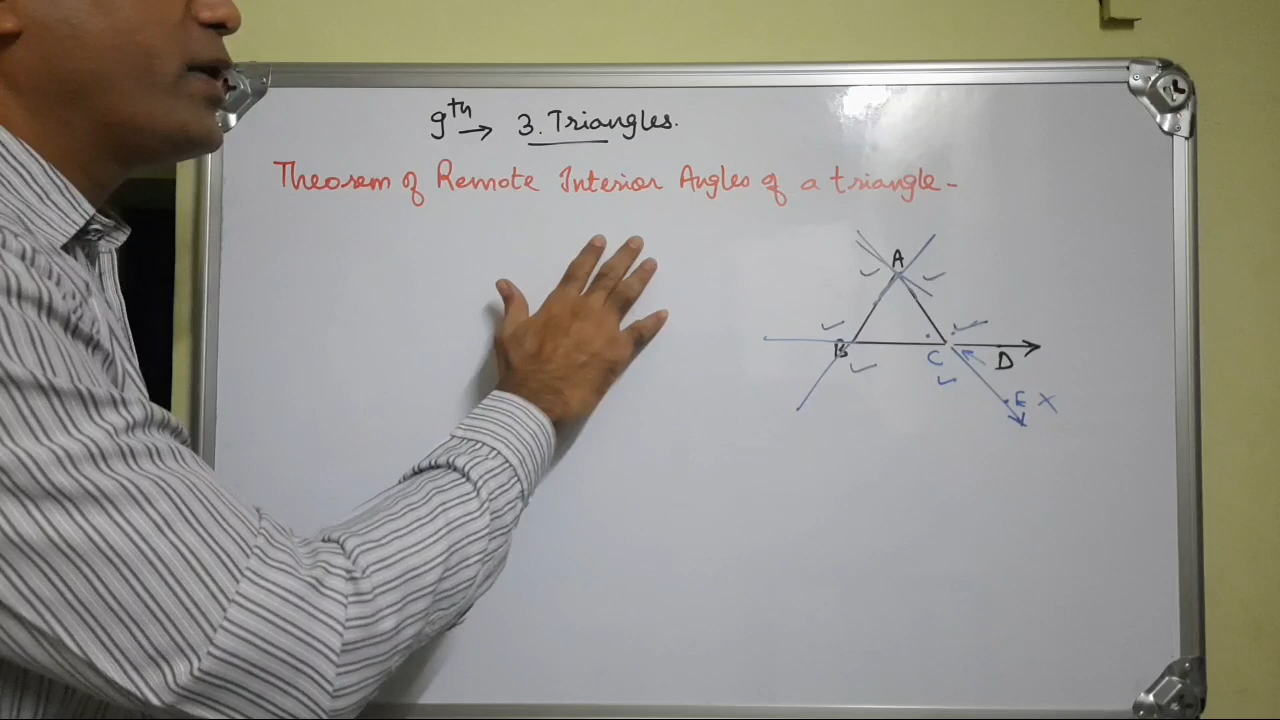 9th → 3. Triangles.
Theorem of Remote Interior Angles of a triangle -
A
B
C
D
E X